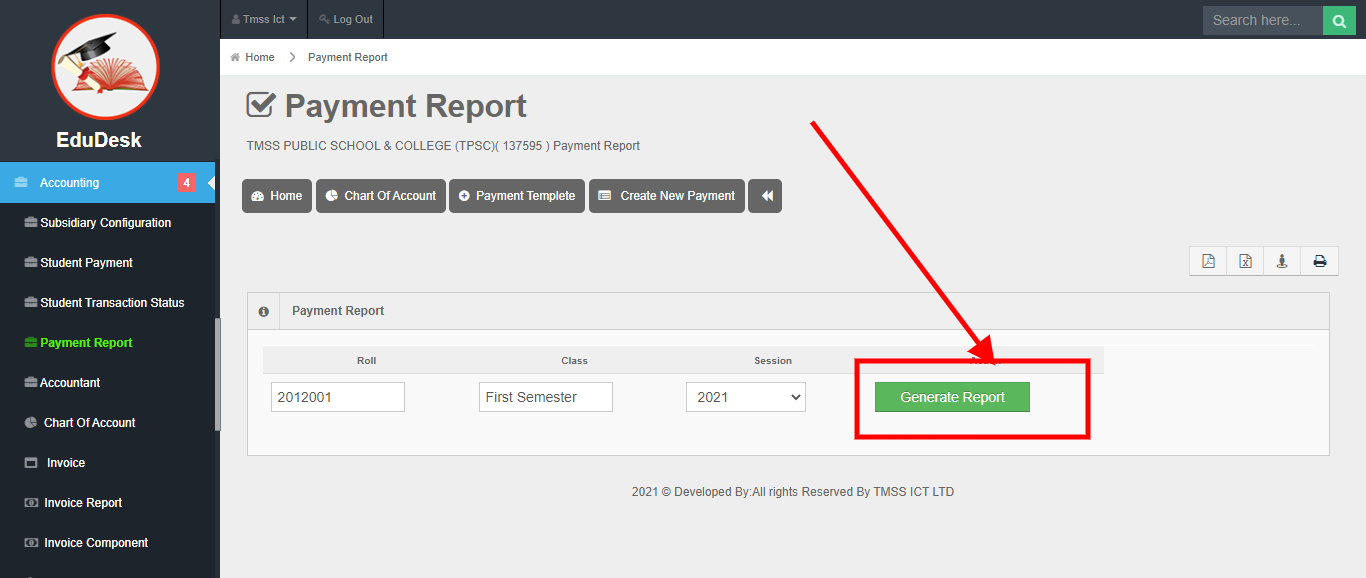 EduDesk
Accounting 4
Subsidiary Configuration
Student Payment
Student Transaction Status
Payment Report
Accountant
Chart Of Account
Invoice
Invoice Report
Invoice Component
Tmss Ict
Log Out
Search here...
Home
Payment Report
Payment Report
TMSS PUBLIC SCHOOL & COLLEGE (TPSC)( 137595 ) Payment Report
Home Chart Of Account Payment Templete Create New Payment
Payment Report
Roll Class Session
2012001 First Semester 2021 Generate Report
2021 © Developed By:All rights Reserved By TMSS ICT LTD